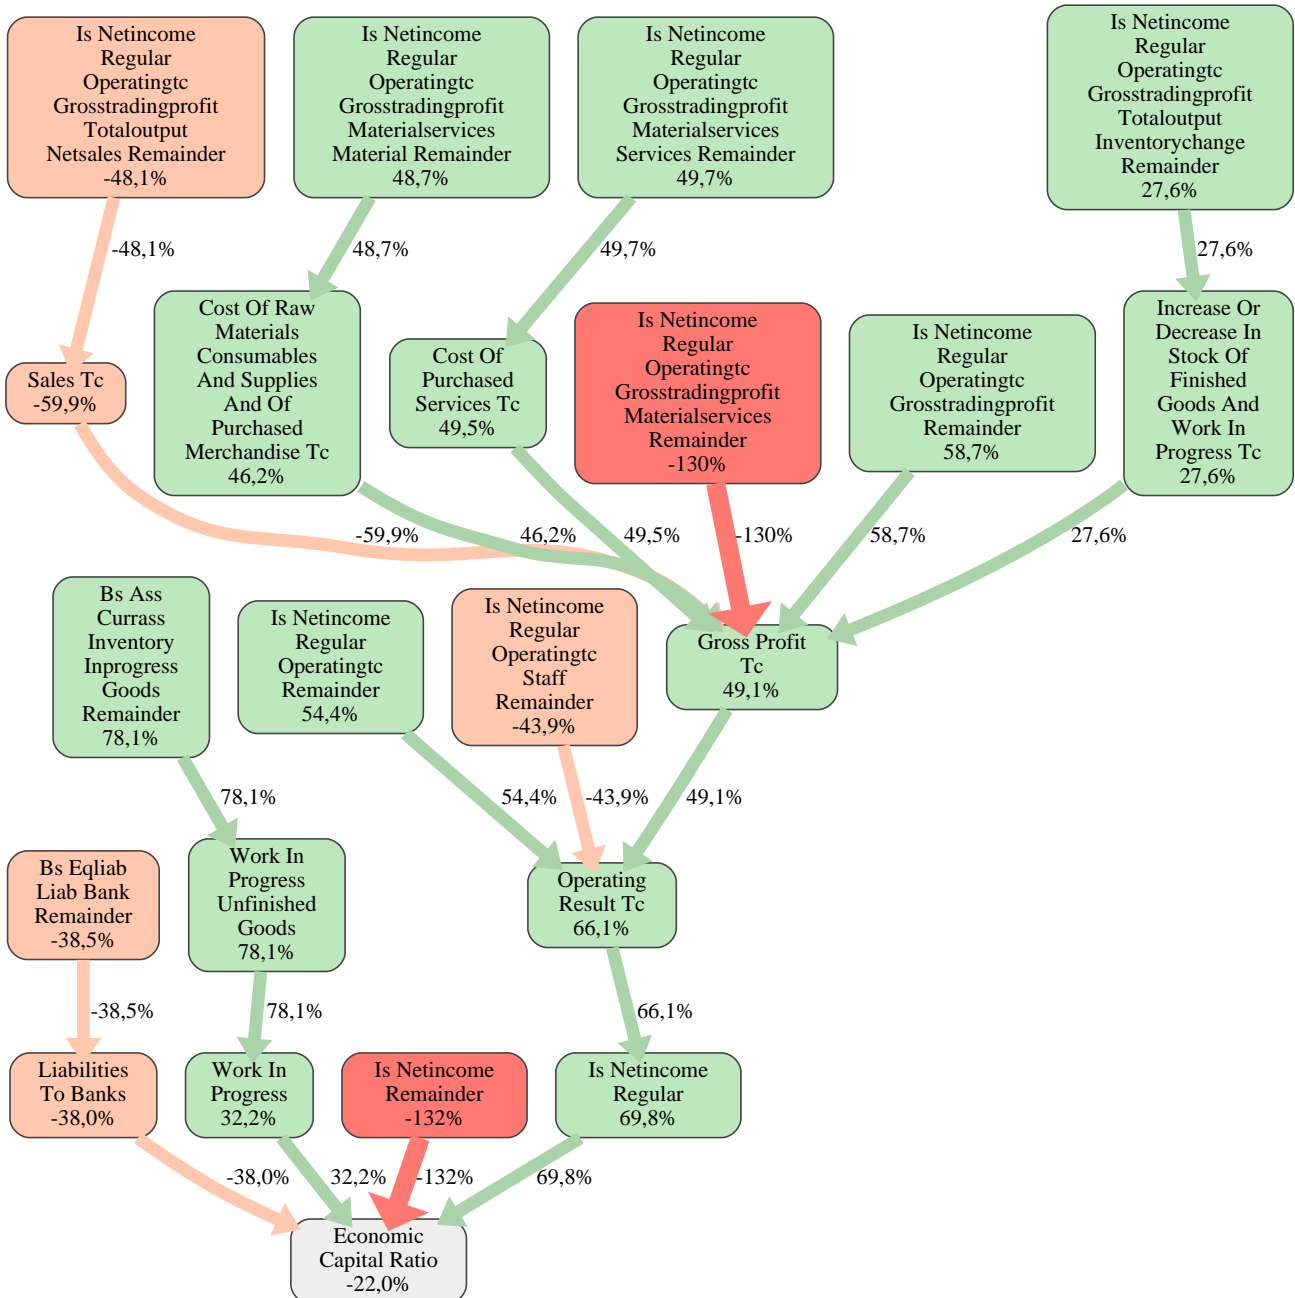 Is Netincome
Regular
Operatingtc
Grosstradingprofit
Totaloutput
Netsales Remainder
-48,1%
Is Netincome
Regular
Operatingtc
Grosstradingprofit
Materialservices
Material Remainder
48,7%
Is Netincome
Regular
Operatingtc
Grosstradingprofit
Materialservices
Services Remainder
49,7%
Is Netincome
Regular
Operatingtc
Grosstradingprofit
Totaloutput
Inventorychange
Remainder
27,6%
-48,1%
48,7%
49,7%
27,6%
Sales Tc
-59,9%
Cost Of Raw
Materials
Consumables
And Supplies
And Of
Purchased
Merchandise Tc
46,2%
Cost Of
Purchased
Services Tc
49,5%
Is Netincome
Regular
Operatingtc
Grosstradingprofit
Materialservices
Remainder
-130%
Is Netincome
Regular
Operatingtc
Grosstradingprofit
Remainder
58,7%
Increase Or
Decrease In
Stock Of
Finished
Goods And
Work In
Progress Tc
27,6%
-59,9%
46,2%
49,5%
-130%
58,7%
27,6%
Bs Ass
Currass
Inventory
Inprogress
Goods
Remainder
78,1%
Is Netincome
Regular
Operatingtc
Remainder
54,4%
Is Netincome
Regular
Operatingtc
Staff
Remainder
-43,9%
Gross Profit
Tc
49,1%
78,1%
54,4%
-43,9%
49,1%
Bs Eqliab
Liab Bank
Remainder
-38,5%
Work In
Progress
Unfinished
Goods
78,1%
Operating
Result Tc
66,1%
-38,5%
78,1%
66,1%
Liabilities
To Banks
-38,0%
Work In
Progress
32,2%
Is Netincome
Remainder
-132%
Is Netincome
Regular
69,8%
-38,0%
32,2%
-132%
69,8%
Economic
Capital Ratio
-22,0%